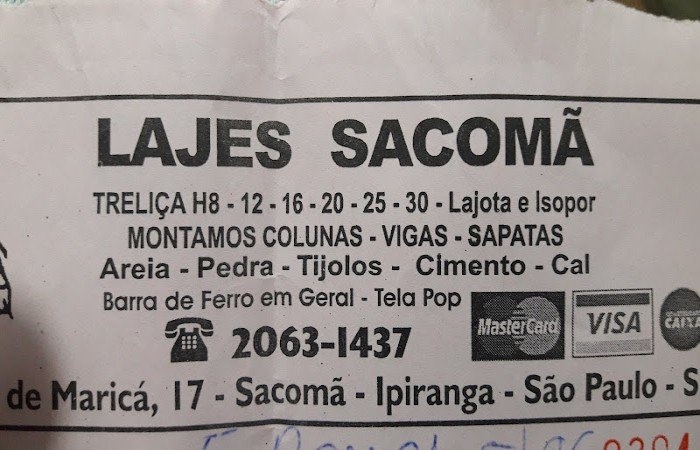 LAJES SACOMÃ
TRELIÇA H8 - 12 - 16 - 20 - 25 - 30 - Lajota e Isopor
MONTAMOS COLUNAS - VIGAS - SAPATAS
Areia - Pedra - Tijolos - Cimento - Cal
Barra de Ferro em Geral - Tela Pop
2063-1437
MasterCard VISA CAIXA
de Maricá, 17 - Sacomã - Ipiranga - São Paulo - S